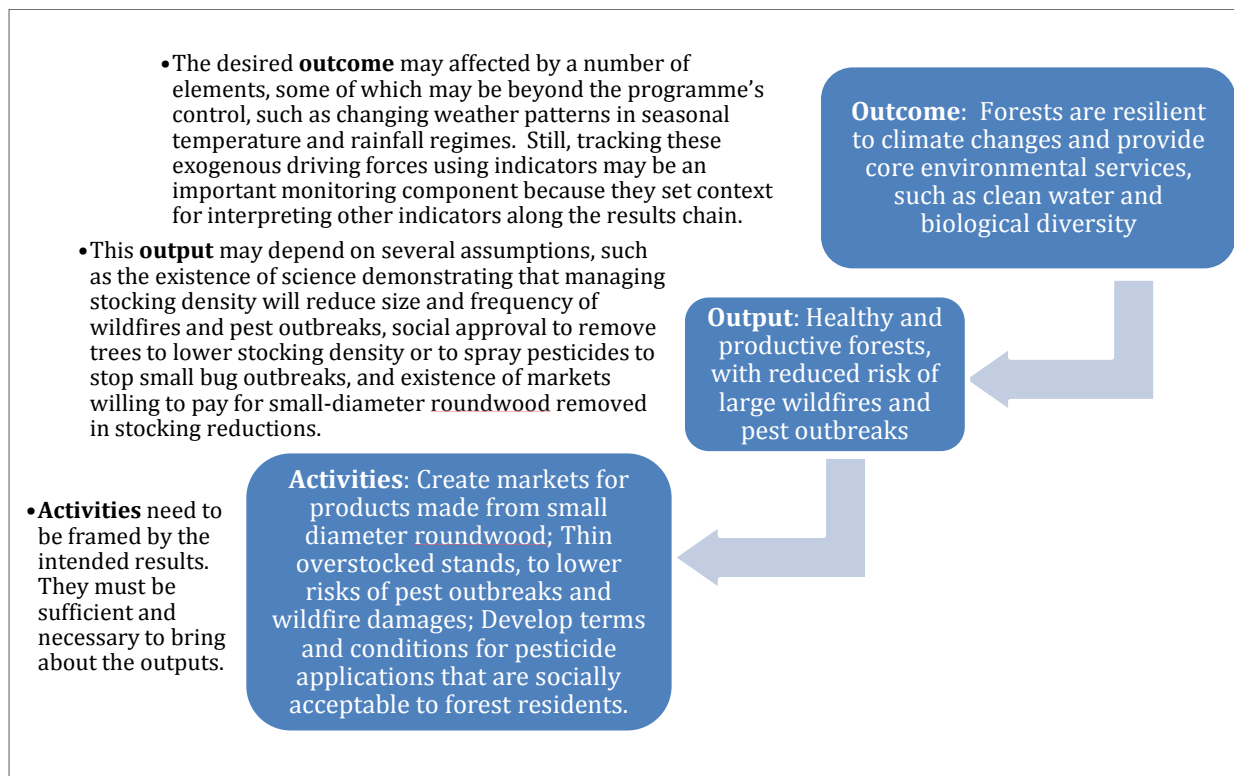 •The desired outcome may affected by a number of
elements, some of which may be beyond the programme's
control, such as changing weather patterns in seasonal
temperature and rainfall regimes.  Still, tracking these
exogenous driving forces using indicators may be an
important monitoring component because they set context
for interpreting other indicators along the results chain.
Outcome:  Forests are resilient
to climate changes and provide
core environmental services,
such as clean water and
biological diversity
•This output may depend on several assumptions, such
as the existence of science demonstrating that managing
stocking density will reduce size and frequency of
wildfires and pest outbreaks, social approval to remove
trees to lower stocking density or to spray pesticides to
stop small bug outbreaks, and existence of markets
willing to pay for small-diameter roundwood removed
in stocking reductions.
Output: Healthy and
productive forests,
with reduced risk of
large wildfires and
pest outbreaks
•Activities need to
be framed by the
intended results.
They must be
sufficient and
necessary to bring
about the outputs.
Activities: Create markets for
products made from small
diameter roundwood; Thin
overstocked stands, to lower
risks of pest outbreaks and
wildfire damages; Develop terms
and conditions for pesticide
applications that are socially
acceptable to forest residents.